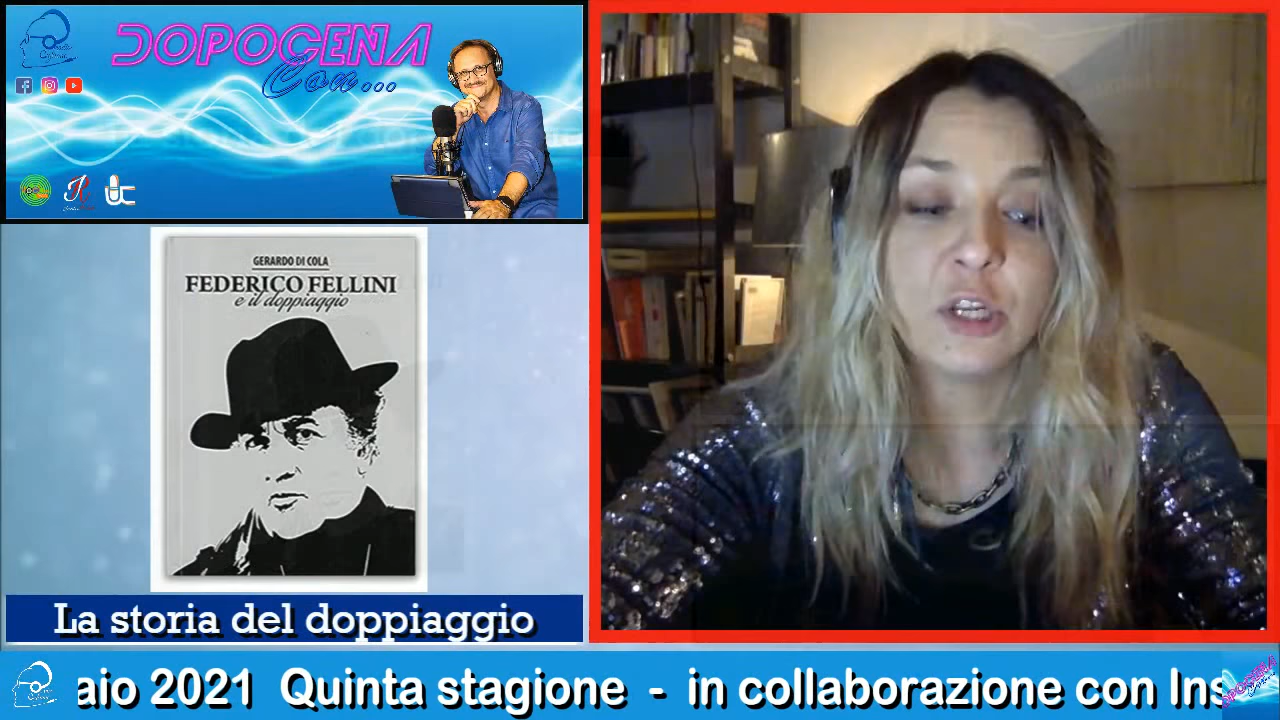 DOPOCENA
Con...
GERARDO DI COLA
FEDERICO FELLINI
e il doppiaggio
La storia del doppiaggio
aio 2021 Quinta stagione - in collaborazione con Ins